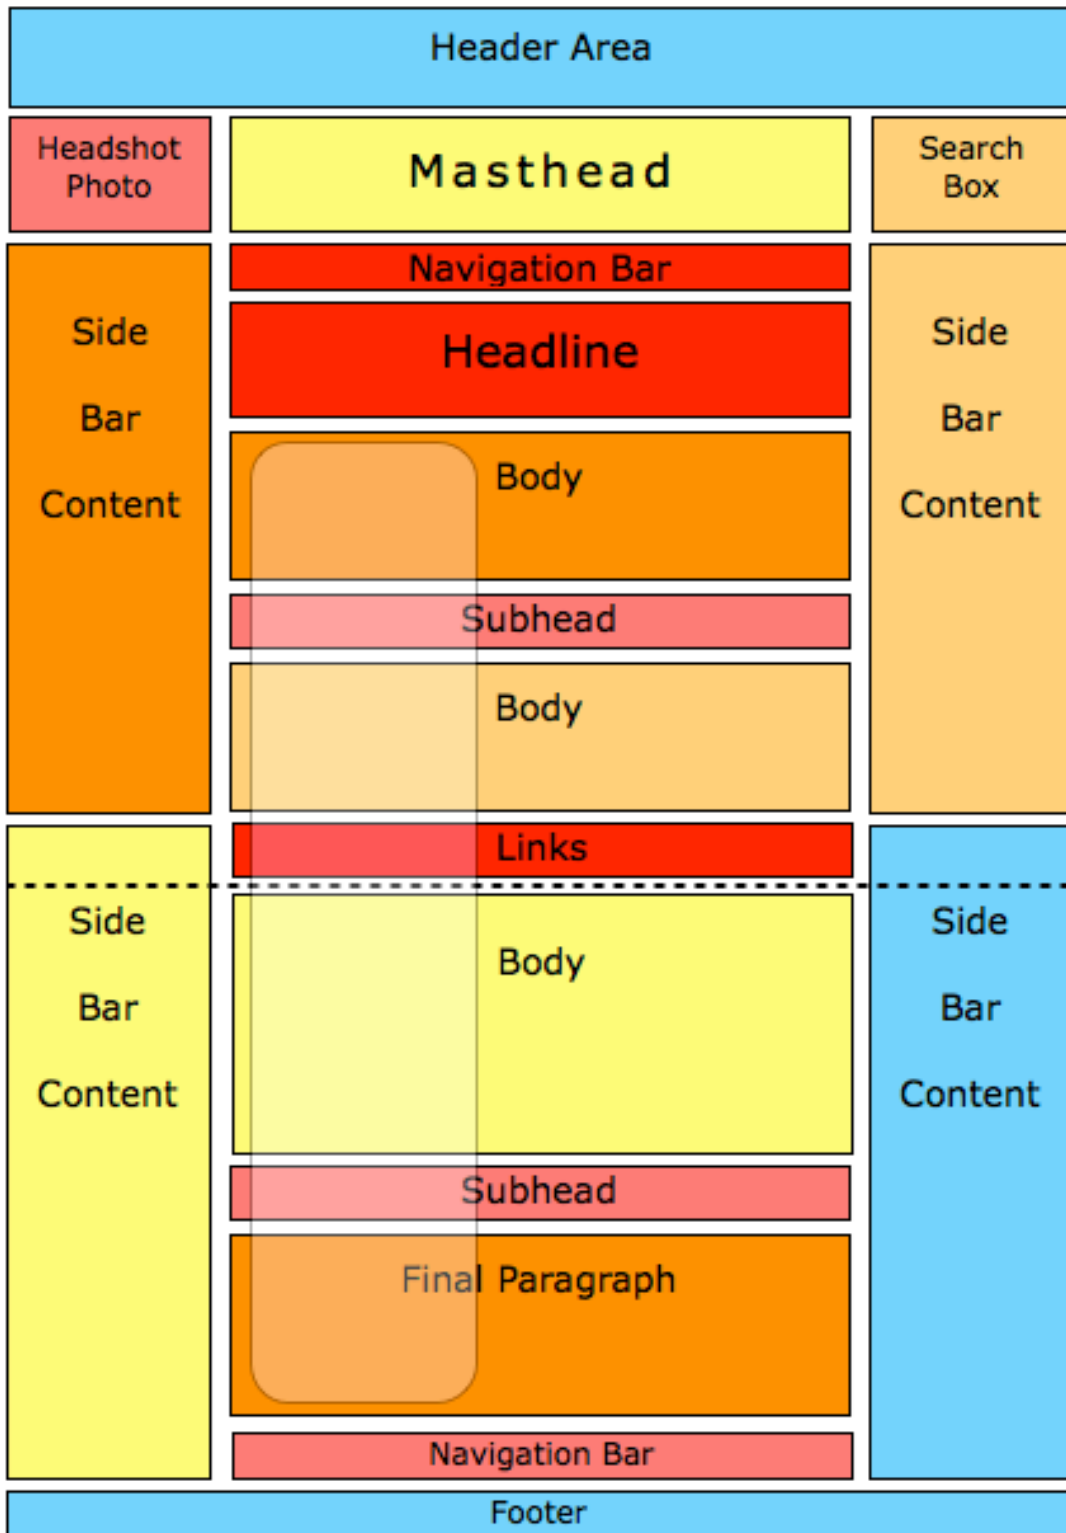 Header Area
Headshot
Photo
Masthead
Search
Box
Navigation Bar
Headline
Side
Bar
Content
Body
Subhead
Body
Links
Side
Bar
Content
Side
Bar
Content
Body
Subhead
Final Paragraph
Navigation Bar
Side
Bar
Content
Footer